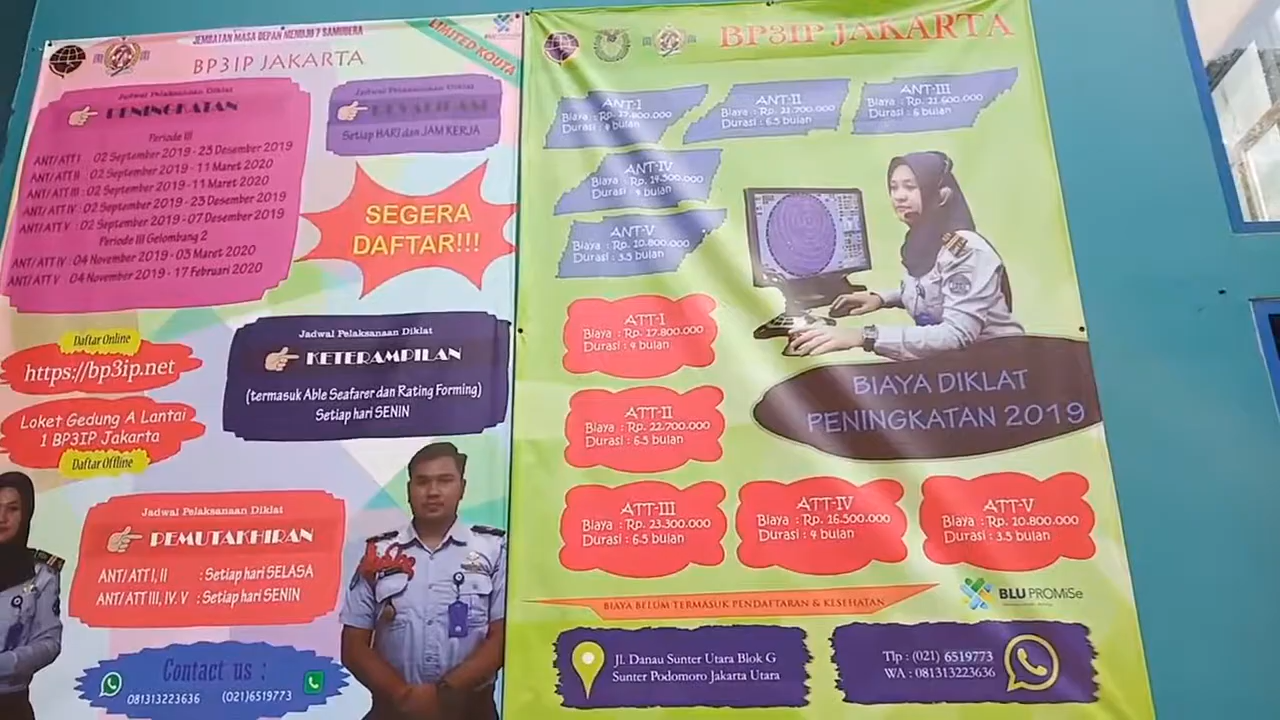 JEMBATAN MASA DEPAN MENUJU 7 SAMUDERA
LIMITED KOUTA
BP3IP JAKARTA
Jadwal Pelaksanaan Diklat
PENINGKATAN
Periode III
ANT/ATT I : 02 September 2019 - 23 Desember 2019
ANT/ATT II : 02 September 2019 - 11 Maret 2020
ANT/ATT III : 02 September 2019 - 11 Maret 2020
ANT/ATT IV : 02 September 2019 - 23 Desember 2019
ANT/ATT V : 02 September 2019 - 07 Desember 2019
Periode III Gelombang 2
ANT/ATT IV : 04 November 2019 - 03 Maret 2020
ANT/ATT V : 04 November 2019 - 17 Februari 2020
Jadwal Pelaksanaan Diklat
REVALIDASI
Setiap HARI dan JAM KERJA
SEGERA
DAFTAR!!!
Daftar Online
https://bp3ip.net
Loket Gedung A Lantai
1 BP3IP Jakarta
Daftar Offline
Jadwal Pelaksanaan Diklat
KETERAMPILAN
(termasuk Able Seafarer dan Rating Forming)
Setiap hari SENIN
Jadwal Pelaksanaan Diklat
PEMUTAKHIRAN
ANT/ATT I, II : Setiap hari SELASA
ANT/ATT III, IV. V : Setiap hari SENIN
Contact us :
081313223636 (021)6519773
BP3IP JAKARTA
ANT-I
Durasi : 4 bulan
ANT-II
Biaya : Rp. 21.700.000
Durasi : 6.5 bulan
ANT-III
Biaya : Rp. 21.600.000
Durasi : 6 bulan
ANT-IV
Biaya : Rp. 14.300.000
Durasi : 4 bulan
ANT-V
Biaya : Rp. 10.800.000
Durasi : 3.5 bulan
ATT-I
Biaya : Rp. 17.800.000
Durasi : 4 bulan
ATT-II
Biaya : Rp. 22.700.000
Durasi : 6.5 bulan
BIAYA DIKLAT
PENINGKATAN 2019
ATT-III
Biaya : Rp. 23.300.000
Durasi : 6.5 bulan
ATT-IV
Biaya : Rp. 16.500.000
Durasi : 4 bulan
ATT-V
Biaya : Rp. 10.800.000
Durasi : 3.5 bulan
BIAYA BELUM TERMASUK PENDAFTARAN & KESEHATAN
BLU PROMiSe
Jl. Danau Sunter Utara Blok G
Sunter Podomoro Jakarta Utara
Tlp : (021) 6519773
WA : 081313223636